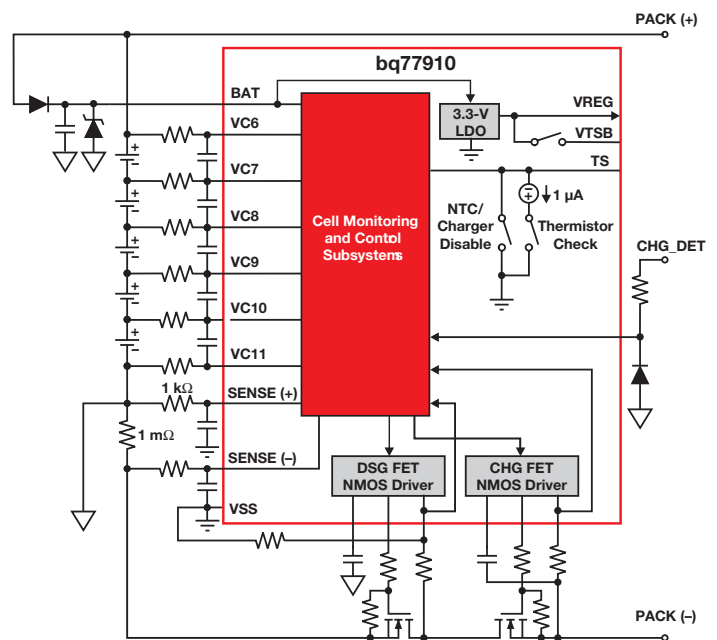 PACK (+)
bq77910
BAT
VC6
VC7
VC8
VC9
VC10
VC11
SENSE (+)
SENSE (–)
VSS
1 kΩ
1 mΩ
+
–
+
–
+
–
+
–
+
–
Cell Monitoring
and Control
Subsystems
3.3-V
LDO
VREG
VTSB
TS
1 µA
+
–
NTC/
Charger
Disable
Thermistor
Check
CHG_DET
DSG FET
NMOS Driver
CHG FET
NMOS Driver
PACK (–)